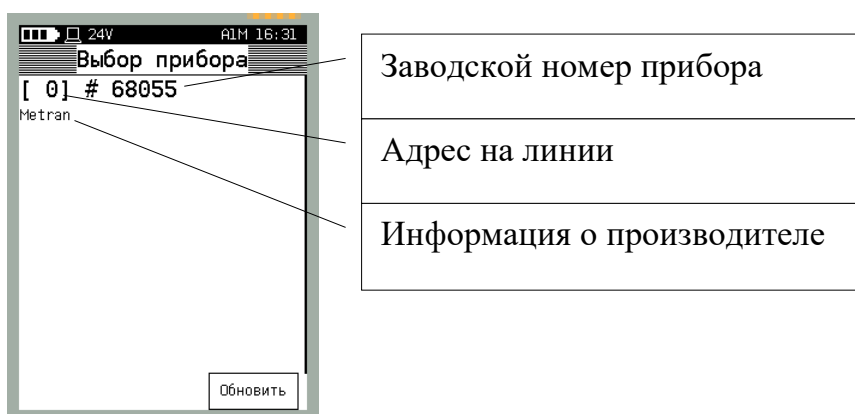 24V A1M 16:31
Выбор прибора
[ 0] # 68055
Metran
Обновить
Заводской номер прибора
Адрес на линии
Информация о производителе